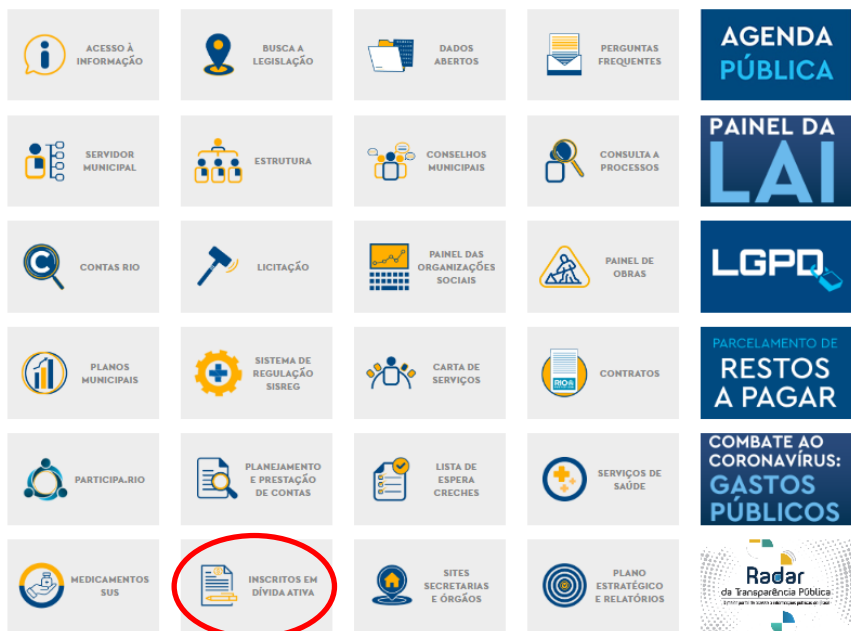 ACESSO À
INFORMAÇÃO
BUSCA A
LEGISLAÇÃO
DADOS
ABERTOS
PERGUNTAS
FREQUENTES
AGENDA
PÚBLICA
SERVIDOR
MUNICIPAL
ESTRUTURA
CONSELHOS
MUNICIPAIS
CONSULTA A
PROCESSOS
PAINEL DA
LAI
CONTAS RIO
LICITAÇÃO
PAINEL DAS
ORGANIZAÇÕES
SOCIAIS
PAINEL DE
OBRAS
LGPD
PLANOS
MUNICIPAIS
SISTEMA DE
REGULAÇÃO
SISREG
CARTA DE
SERVIÇOS
RIO
CONTRATOS
PARCELAMENTO DE
RESTOS
A PAGAR
PARTICIPA.RIO
PLANEJAMENTO
E PRESTAÇÃO
DE CONTAS
LISTA DE
ESPERA
CRECHES
SERVIÇOS DE
SAÚDE
COMBATE AO
CORONAVÍRUS:
GASTOS
PÚBLICOS
MEDICAMENTOS
SUS
INSCRITOS EM
DÍVIDA ATIVA
SITES
SECRETARIAS
E ÓRGÃOS
PLANO
ESTRATÉGICO
E RELATÓRIOS
Radar
da Transparência Pública